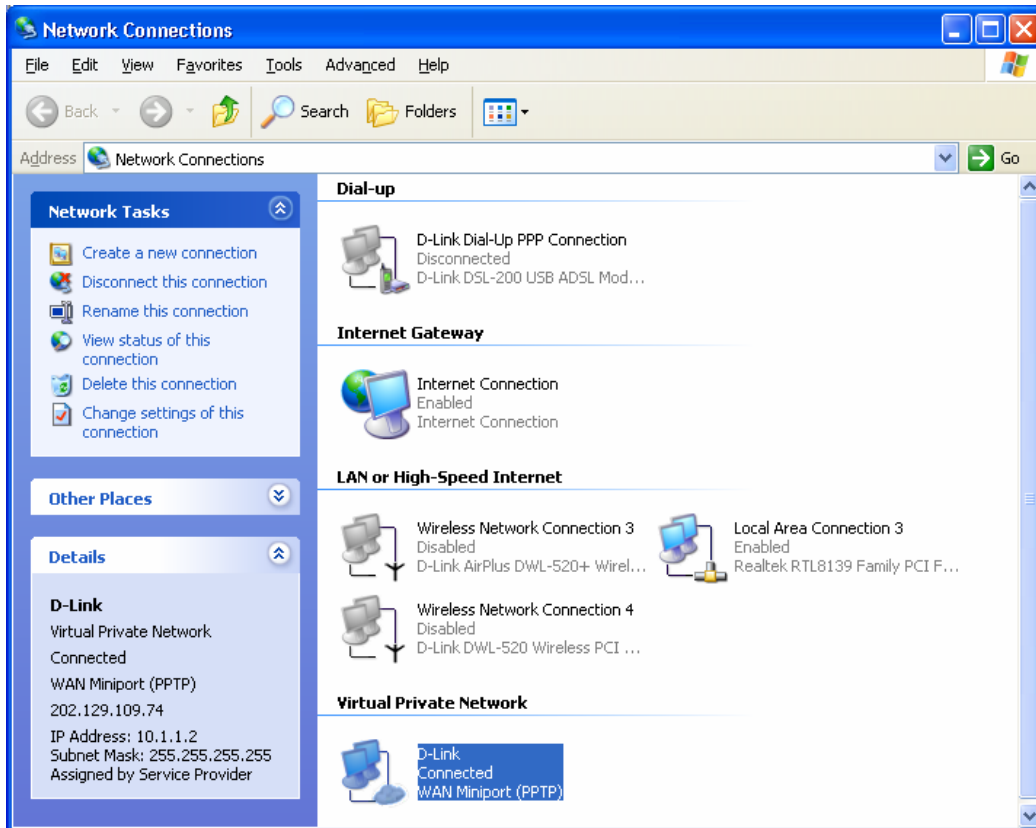 Network Connections
File Edit View Favorites Tools Advanced Help
Back Search Folders
Address Network Connections Go
Network Tasks
Create a new connection
Disconnect this connection
Rename this connection
View status of this
connection
Delete this connection
Change settings of this
connection
Other Places
Details
D-Link
Virtual Private Network
Connected
WAN Miniport (PPTP)
202.129.109.74
IP Address: 10.1.1.2
Subnet Mask: 255.255.255.255
Assigned by Service Provider
Dial-up
D-Link Dial-Up PPP Connection
Disconnected
D-Link DSL-200 USB ADSL Mod...
Internet Gateway
Internet Connection
Enabled
Internet Connection
LAN or High-Speed Internet
Wireless Network Connection 3
Disabled
D-Link AirPlus DWL-520+ Wirel...
Local Area Connection 3
Enabled
Realtek RTL8139 Family PCI F...
Wireless Network Connection 4
Disabled
D-Link DWL-520 Wireless PCI ...
Virtual Private Network
D-Link
Connected
WAN Miniport (PPTP)